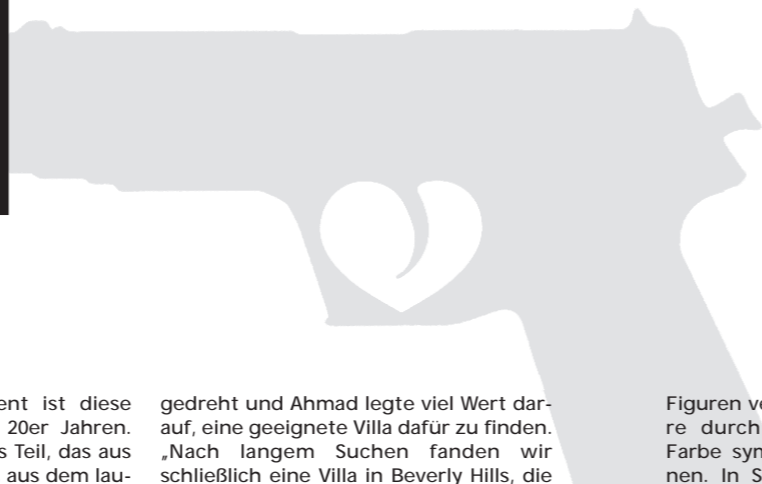 ent ist diese
20er Jahren.
s Teil, das aus
aus dem lau-
gedreht und Ahmad legte viel Wert dar-
auf, eine geeignete Villa dafür zu finden.
„Nach langem Suchen fanden wir
schließlich eine Villa in Beverly Hills, die
Figuren ve
re durch
Farbe syn
nen. In S